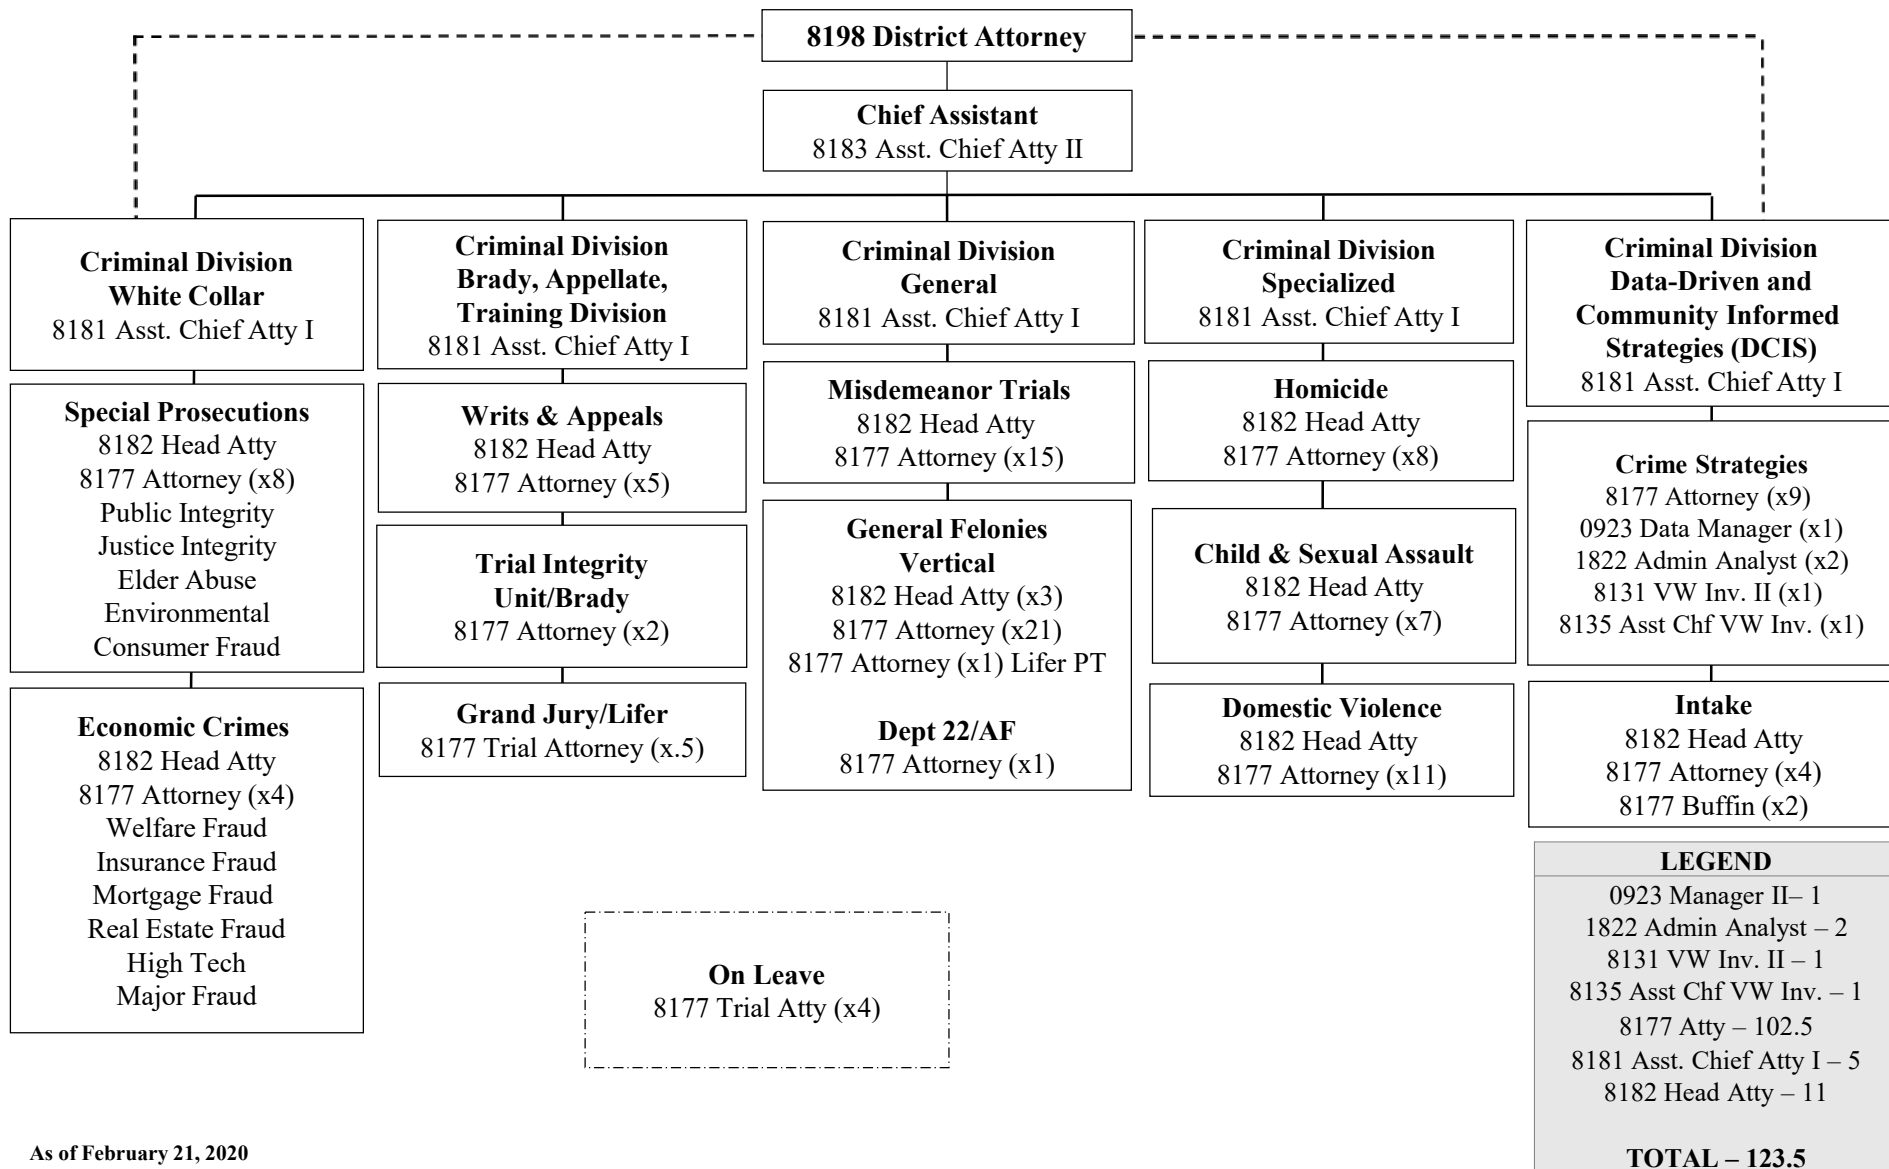 8198 District Attorney
Chief Assistant
8183 Asst. Chief Atty II
Criminal Division
White Collar
8181 Asst. Chief Atty I
Special Prosecutions
8182 Head Atty
8177 Attorney (x8)
Public Integrity
Justice Integrity
Elder Abuse
Environmental
Consumer Fraud
Economic Crimes
8182 Head Atty
8177 Attorney (x4)
Welfare Fraud
Insurance Fraud
Mortgage Fraud
Real Estate Fraud
High Tech
Major Fraud
Criminal Division
Brady, Appellate,
Training Division
8181 Asst. Chief Atty I
Writs & Appeals
8182 Head Atty
8177 Attorney (x5)
Trial Integrity
Unit/Brady
8177 Attorney (x2)
Grand Jury/Lifer
8177 Trial Attorney (x.5)
Criminal Division
General
8181 Asst. Chief Atty I
Misdemeanor Trials
8182 Head Atty
8177 Attorney (x15)
General Felonies
Vertical
8182 Head Atty (x3)
8177 Attorney (x21)
8177 Attorney (x1) Lifer PT
Dept 22/AF
8177 Attorney (x1)
Criminal Division
Specialized
8181 Asst. Chief Atty I
Homicide
8182 Head Atty
8177 Attorney (x8)
Child & Sexual Assault
8182 Head Atty
8177 Attorney (x7)
Domestic Violence
8182 Head Atty
8177 Attorney (x11)
Criminal Division
Data-Driven and
Community Informed
Strategies (DCIS)
8181 Asst. Chief Atty I
Crime Strategies
8177 Attorney (x9)
0923 Data Manager (x1)
1822 Admin Analyst (x2)
8131 VW Inv. II (x1)
8135 Asst Chf VW Inv. (x1)
Intake
8182 Head Atty
8177 Attorney (x4)
8177 Buffin (x2)
On Leave
8177 Trial Atty (x4)
LEGEND
0923 Manager II– 1
1822 Admin Analyst – 2
8131 VW Inv. II – 1
8135 Asst Chf VW Inv. – 1
8177 Atty – 102.5
8181 Asst. Chief Atty I – 5
8182 Head Atty – 11
TOTAL – 123.5
As of February 21, 2020